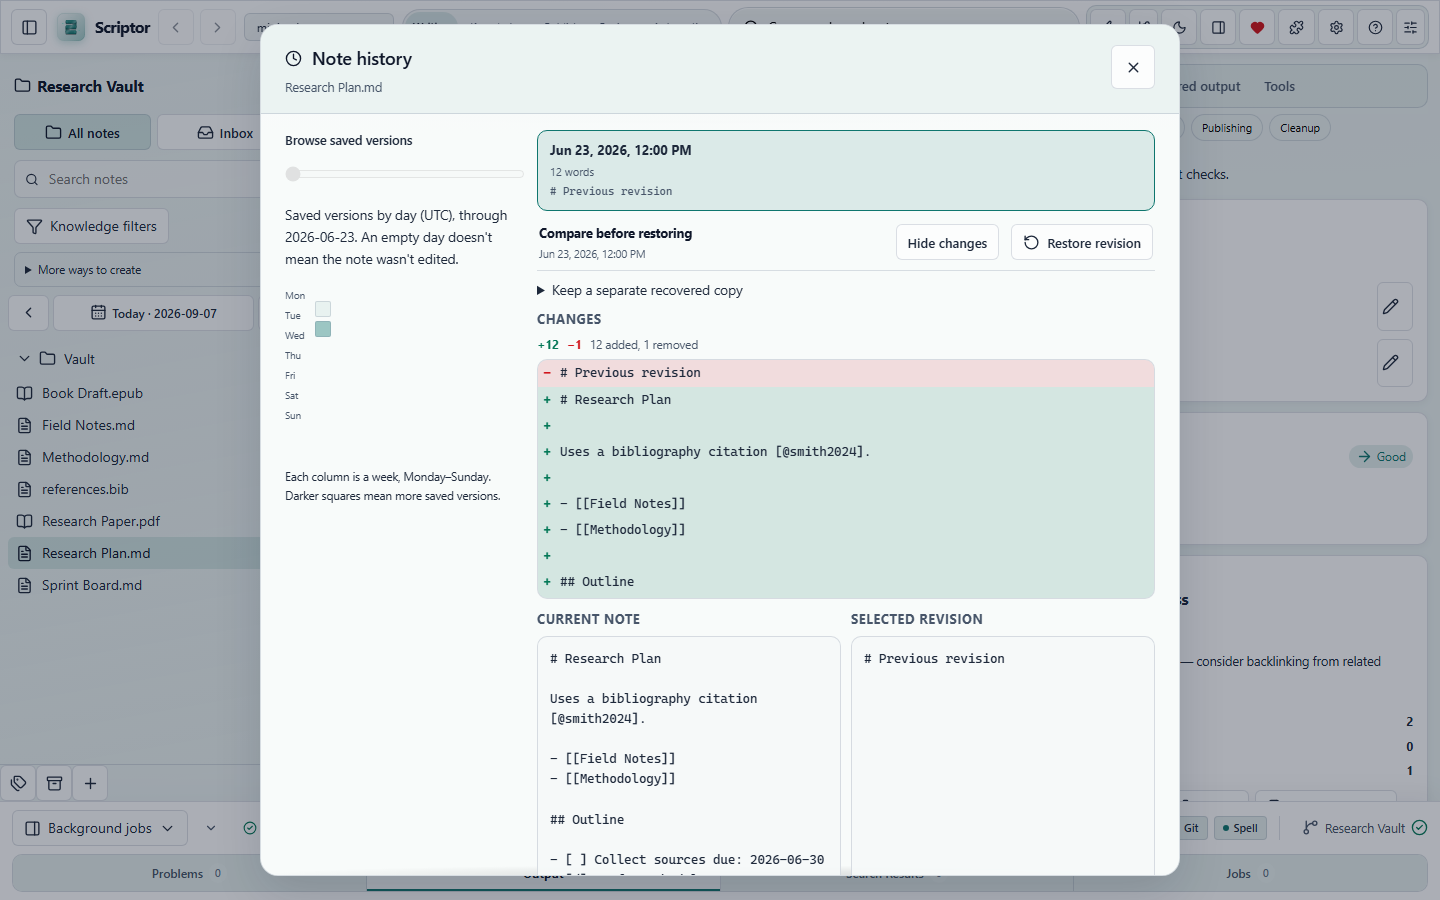 Scriptor
Note history
Research Plan.md
Research Vault
All notes
Inbox
Search notes
Knowledge filters
More ways to create
Today · 2026-09-07
Vault
Book Draft.epub
Field Notes.md
Methodology.md
references.bib
Research Paper.pdf
Research Plan.md
Sprint Board.md
Background jobs
Problems 0
Browse saved versions
Saved versions by day (UTC), through
2026-06-23. An empty day doesn't
mean the note wasn't edited.
Mon
Tue
Wed
Thu
Fri
Sat
Sun
Each column is a week, Monday–Sunday.
Darker squares mean more saved versions.
Jun 23, 2026, 12:00 PM
12 words
# Previous revision
Compare before restoring
Jun 23, 2026, 12:00 PM
Hide changes
Restore revision
Keep a separate recovered copy
CHANGES
+12 −1 12 added, 1 removed
− # Previous revision
+ # Research Plan
+
+ Uses a bibliography citation [@smith2024].
+
+ - [[Field Notes]]
+ - [[Methodology]]
+
+ ## Outline
CURRENT NOTE
# Research Plan
Uses a bibliography citation
[@smith2024].
- [[Field Notes]]
- [[Methodology]]
## Outline
- [ ] Collect sources due: 2026-06-30
SELECTED REVISION
# Previous revision
red output
Tools
Publishing
Cleanup
t checks.
Good
ss
— consider backlinking from related
2
0
1
Git
Spell
Research Vault
Output
Jobs 0